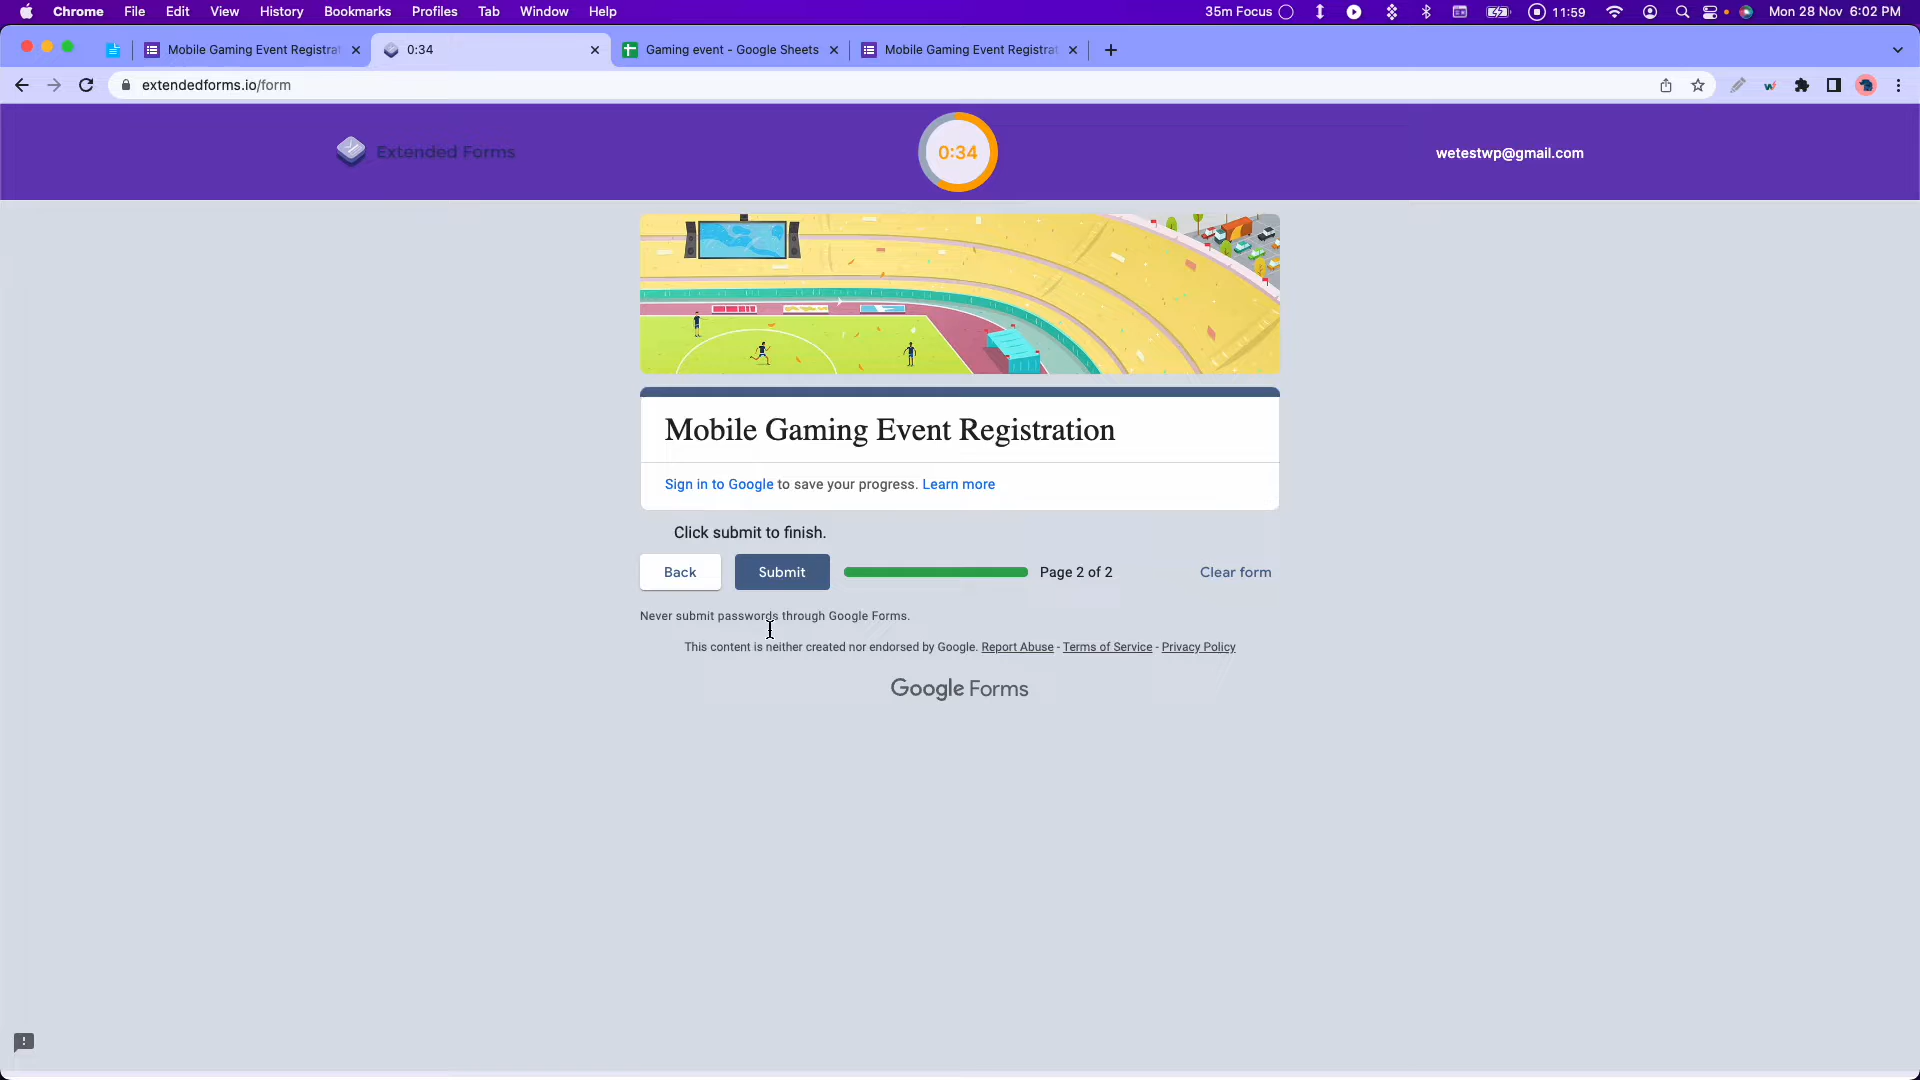 Chrome File Edit View History Bookmarks Profiles Tab Window Help 35m Focus 11:59 Mon 28 Nov 6:02 PM
Mobile Gaming Event Registrat 0:34 Gaming event - Google Sheets Mobile Gaming Event Registrat
extendedforms.io/form
Extended Forms 0:34 wetestwp@gmail.com
Mobile Gaming Event Registration
Sign in to Google to save your progress. Learn more
Click submit to finish.
Back Submit Page 2 of 2 Clear form
Never submit passwords through Google Forms.
This content is neither created nor endorsed by Google. Report Abuse - Terms of Service - Privacy Policy
Google Forms